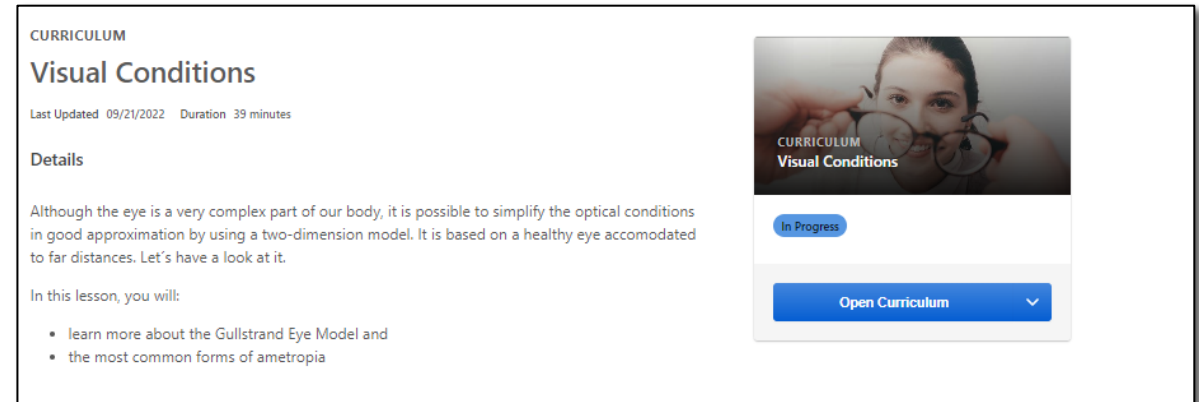 CURRICULUM
Visual Conditions
Last Updated 09/21/2022 Duration 39 minutes
Details
Although the eye is a very complex part of our body, it is possible to simplify the optical conditions
in good approximation by using a two-dimension model. It is based on a healthy eye accomodated
to far distances. Let´s have a look at it.
In this lesson, you will:
• learn more about the Gullstrand Eye Model and
• the most common forms of ametropia
CURRICULUM
Visual Conditions
In Progress
Open Curriculum